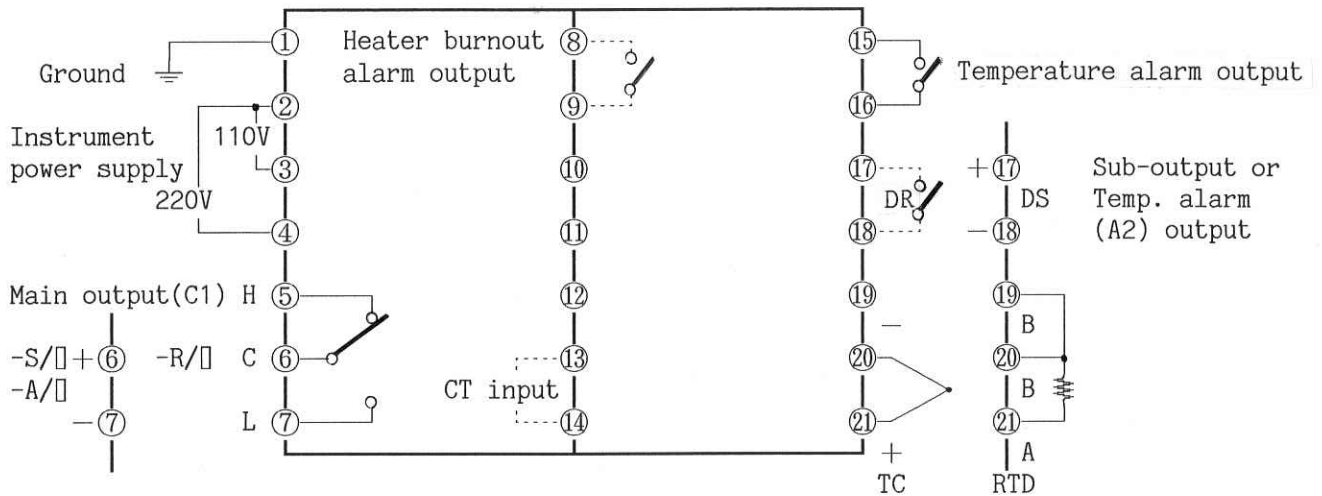 ① Heater burnout ⑧ ⑮
Ground alarm output Temperature alarm output
② ⑨ ⑯
Instrument 110V
power supply ③ ⑩ ⑰ + ⑰ Sub-output or
220V DR DS Temp. alarm
④ ⑪ ⑱ - ⑱ (A2) output
Main output(C1) H ⑤ ⑫ ⑲ ⑲
- B
-S/▯ + ⑥ -R/▯ C ⑥ ⑬ ⑳ ⑳
-A/▯ CT input B
- ⑦ L ⑦ ⑭ ㉑ ㉑
+ A
TC RTD